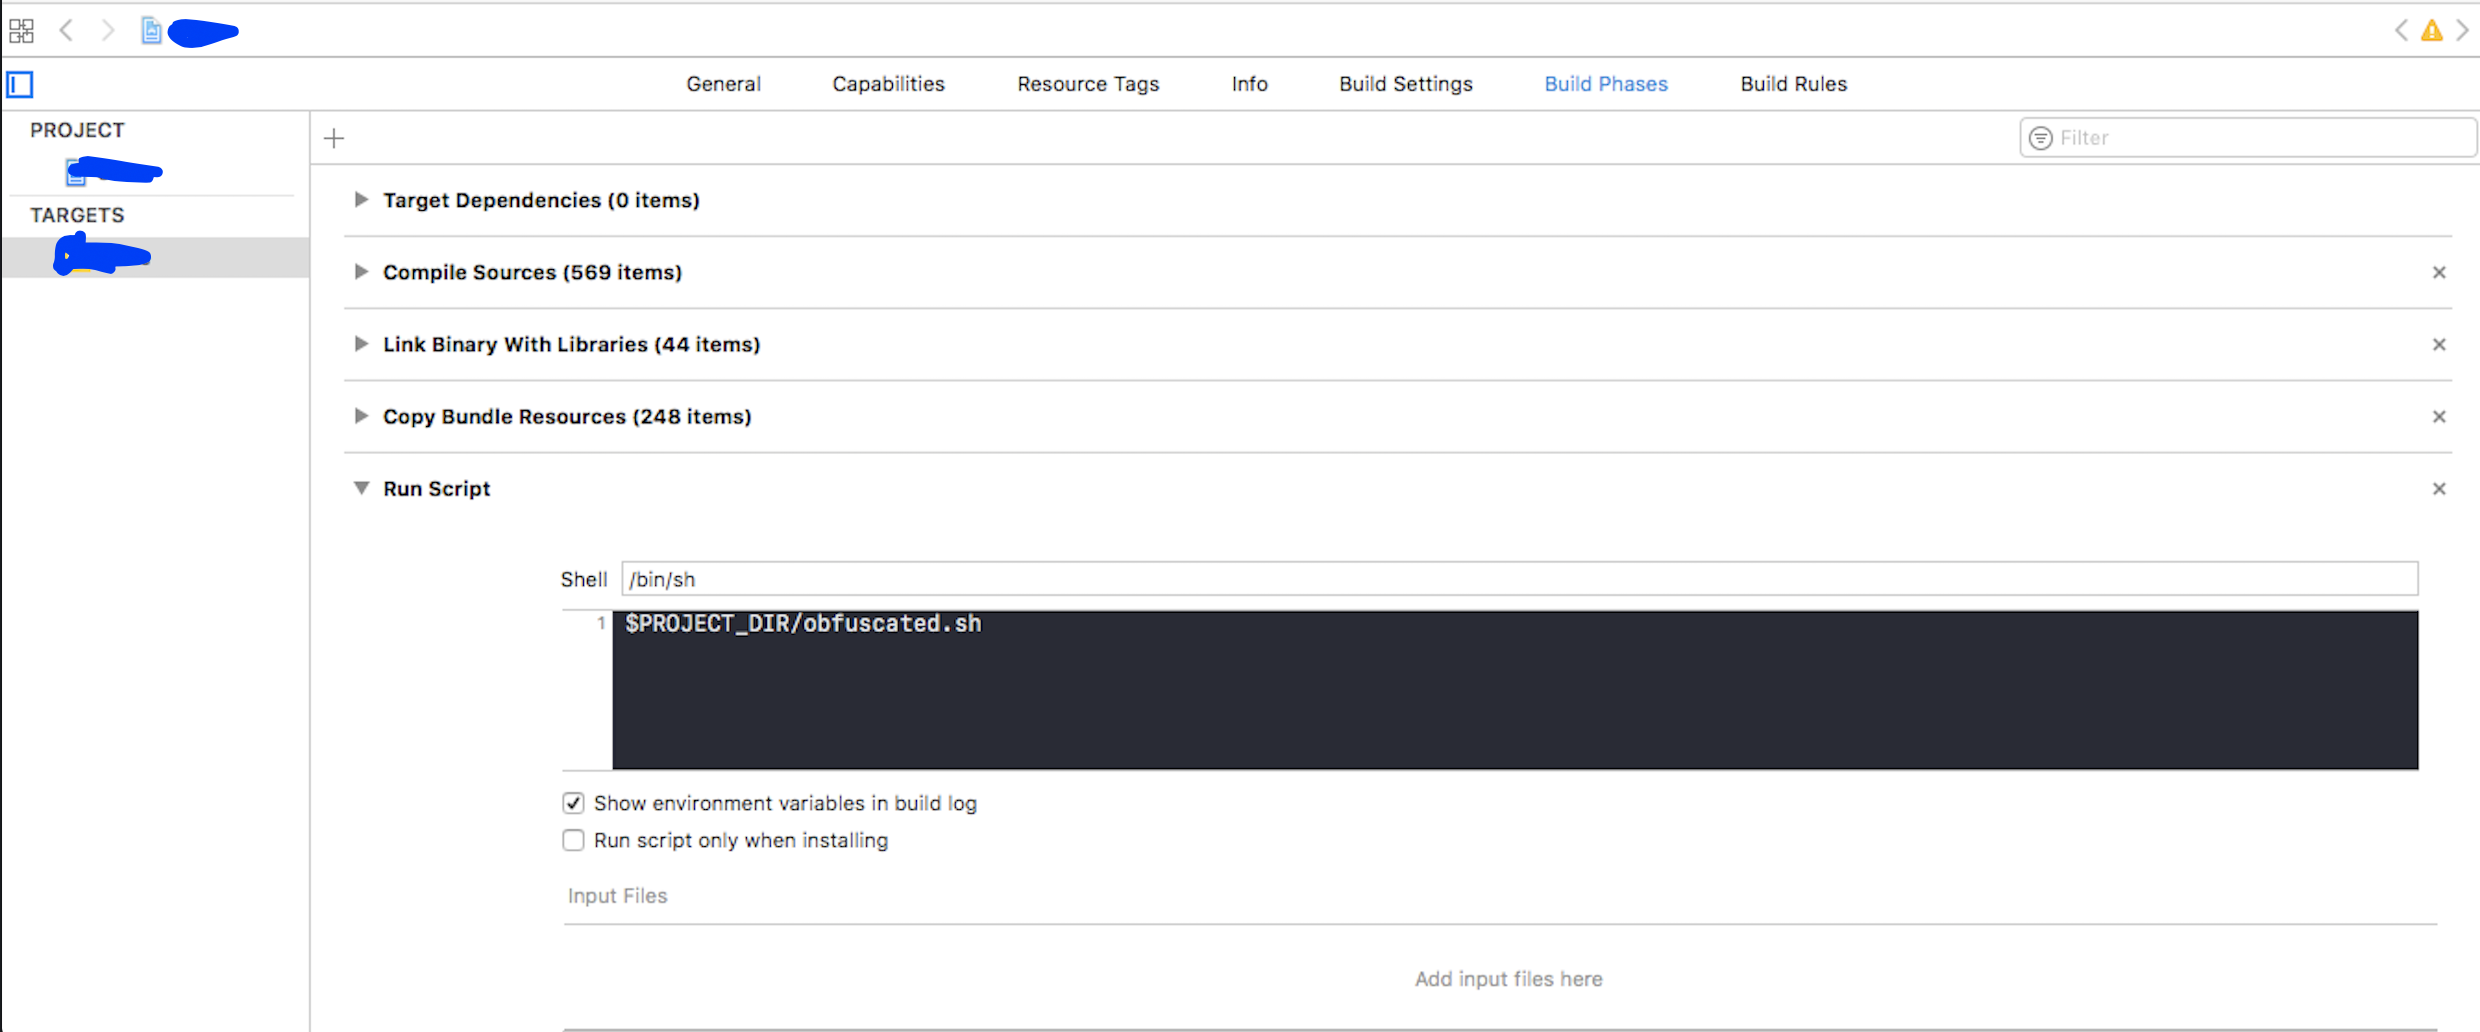 General Capabilities Resource Tags Info Build Settings Build Phases Build Rules
PROJECT
Filter
TARGETS
Target Dependencies (0 items)
Compile Sources (569 items)
Link Binary With Libraries (44 items)
Copy Bundle Resources (248 items)
Run Script
Shell /bin/sh
1 $PROJECT_DIR/obfuscated.sh
Show environment variables in build log
Run script only when installing
Input Files
Add input files here